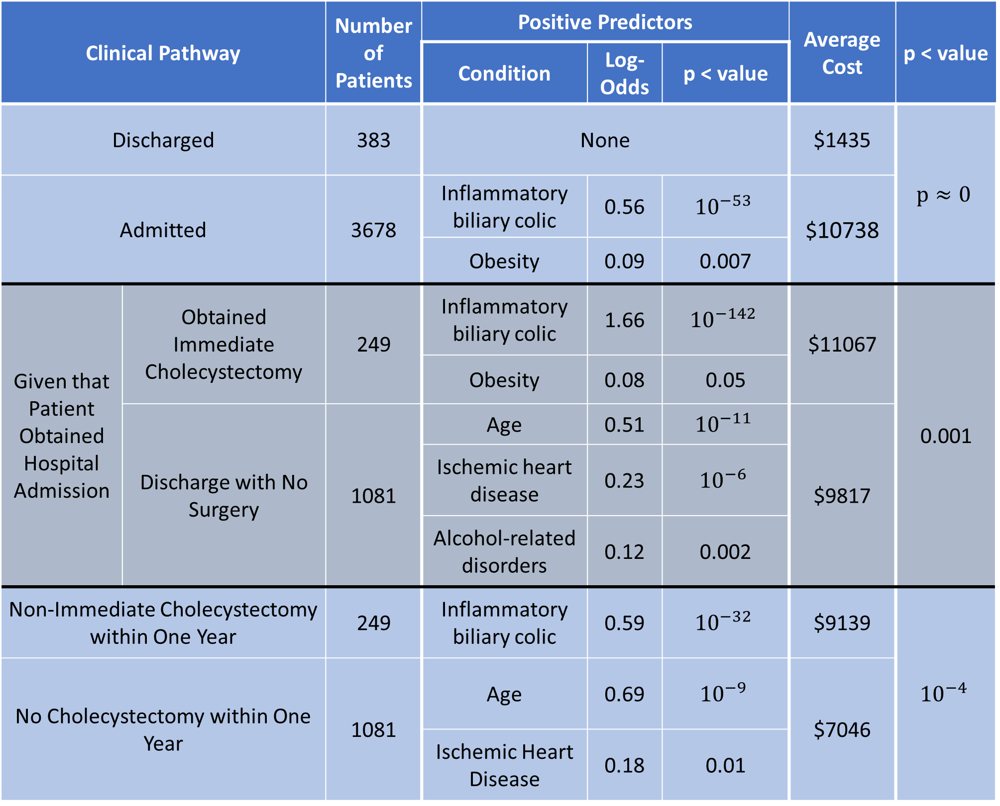 Clinical Pathway
Number
of
Patients
Positive Predictors
Condition
Log-
Odds
p < value
Average
Cost
p < value
Discharged
383
None
$1435
p ≈ 0
Admitted
3678
Inflammatory
biliary colic
0.56
10⁻⁵³
Obesity
0.09
0.007
$10738
Given that
Patient
Obtained
Hospital
Admission
Obtained
Immediate
Cholecystectomy
249
Inflammatory
biliary colic
1.66
10⁻¹⁴²
Obesity
0.08
0.05
$11067
0.001
Discharge with No
Surgery
1081
Age
0.51
10⁻¹¹
Ischemic heart
disease
0.23
10⁻⁶
Alcohol-related
disorders
0.12
0.002
$9817
Non-Immediate Cholecystectomy
within One Year
249
Inflammatory
biliary colic
0.59
10⁻³²
$9139
10⁻⁴
No Cholecystectomy within One
Year
1081
Age
0.69
10⁻⁹
Ischemic Heart
Disease
0.18
0.01
$7046